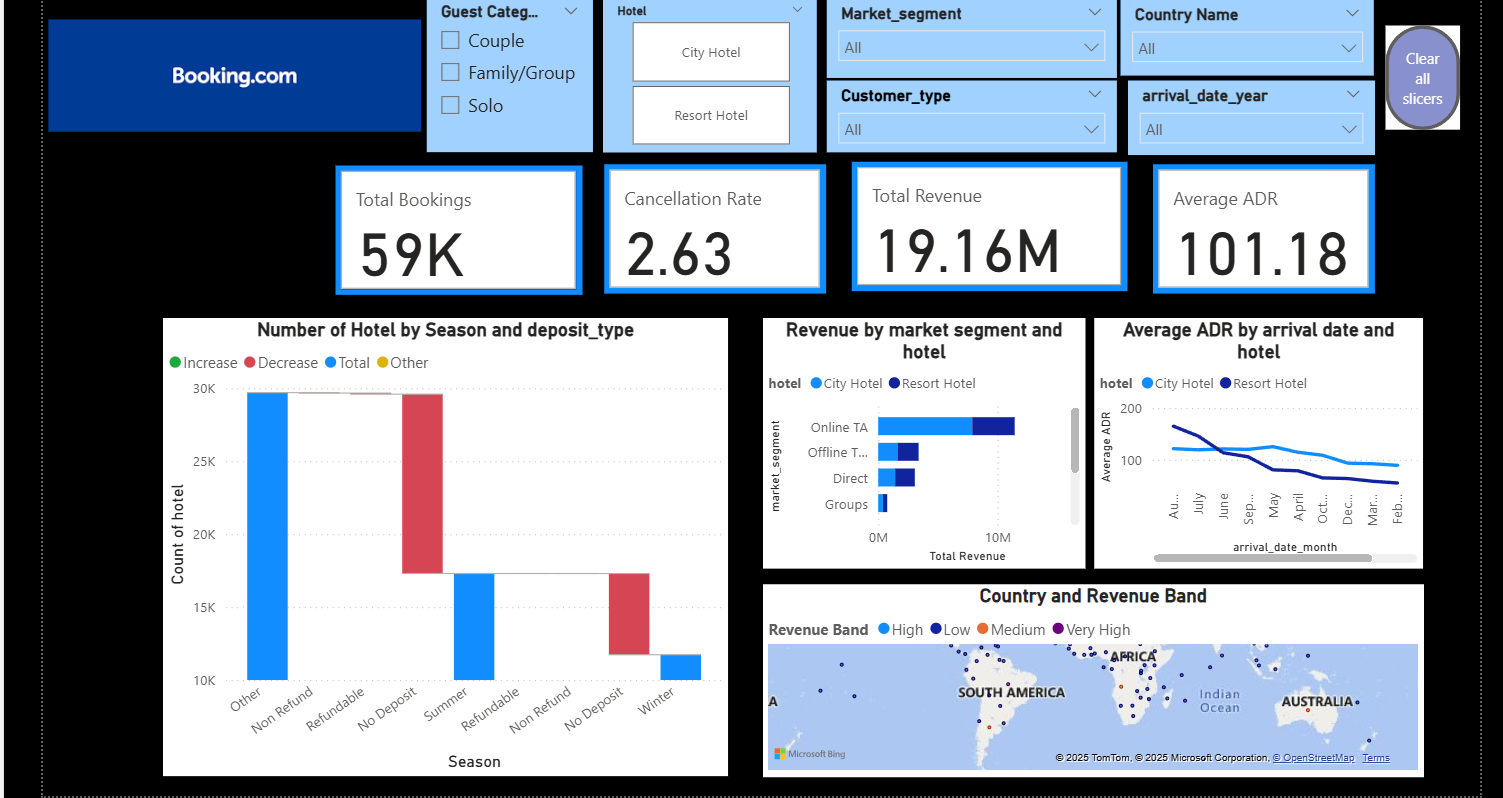 Booking.com
Guest Categ...
Couple
Family/Group
Solo
Hotel
City Hotel
Resort Hotel
Market_segment
All
Customer_type
All
Country Name
All
arrival_date_year
All
Clear
all
slicers
Total Bookings
59K
Cancellation Rate
2.63
Total Revenue
19.16M
Average ADR
101.18
Number of Hotel by Season and deposit_type
Increase Decrease Total Other
Count of hotel
30K
25K
20K
15K
10K
Other
Non Refund
Refundable
No Deposit
Summer
Refundable
Non Refund
No Deposit
Winter
Season
Revenue by market segment and
hotel
hotel City Hotel Resort Hotel
market_segment
Online TA
Offline T...
Direct
Groups
0M 10M
Total Revenue
Average ADR by arrival date and
hotel
hotel City Hotel Resort Hotel
Average ADR
200
100
Au...
July
June
Sep...
May
April
Oct...
Dec...
Mar...
Feb...
arrival_date_month
Country and Revenue Band
Revenue Band High Low Medium Very High
AFRICA
SOUTH AMERICA
Indian
Ocean
AUSTRALIA
A
Microsoft Bing
© 2025 TomTom, © 2025 Microsoft Corporation, © OpenStreetMap Terms